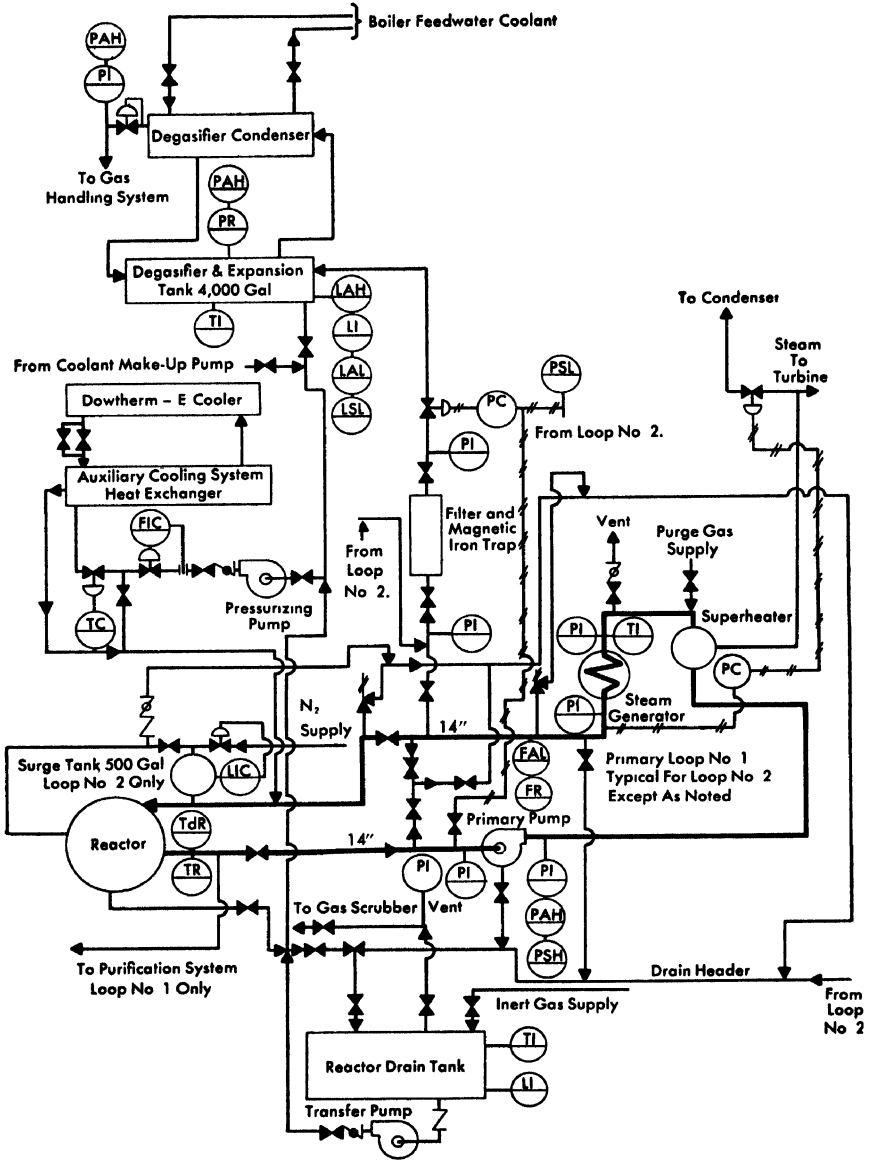 Boiler Feedwater Coolant
PAH
PI
Degasifier Condenser
To Gas
Handling System
PAH
PR
Degasifier & Expansion
Tank 4,000 Gal
LAH
TI
LI
LAL
LSL
From Coolant Make-Up Pump
To Condenser
Steam
To
Turbine
PSL
PC
From Loop No 2.
Dowtherm – E Cooler
PI
Auxiliary Cooling System
Heat Exchanger
Filter and
Magnetic
Iron Trap
FIC
From
Loop
No 2.
Vent
Purge Gas
Supply
Pressurizing
Pump
TC
PI
PI
TI
Superheater
PC
PI
Steam
Generator
N2
Supply
14"
Surge Tank 500 Gal
Loop No 2 Only
LIC
FAL
FR
Primary Loop No 1
Typical For Loop No 2
Except As Noted
Reactor
TdR
TR
14"
Primary Pump
PI
PI
PI
PAH
PSH
To Gas Scrubber
Vent
To Purification System
Loop No 1 Only
Drain Header
Inert Gas Supply
From
Loop
No 2
Reactor Drain Tank
TI
LI
Transfer Pump